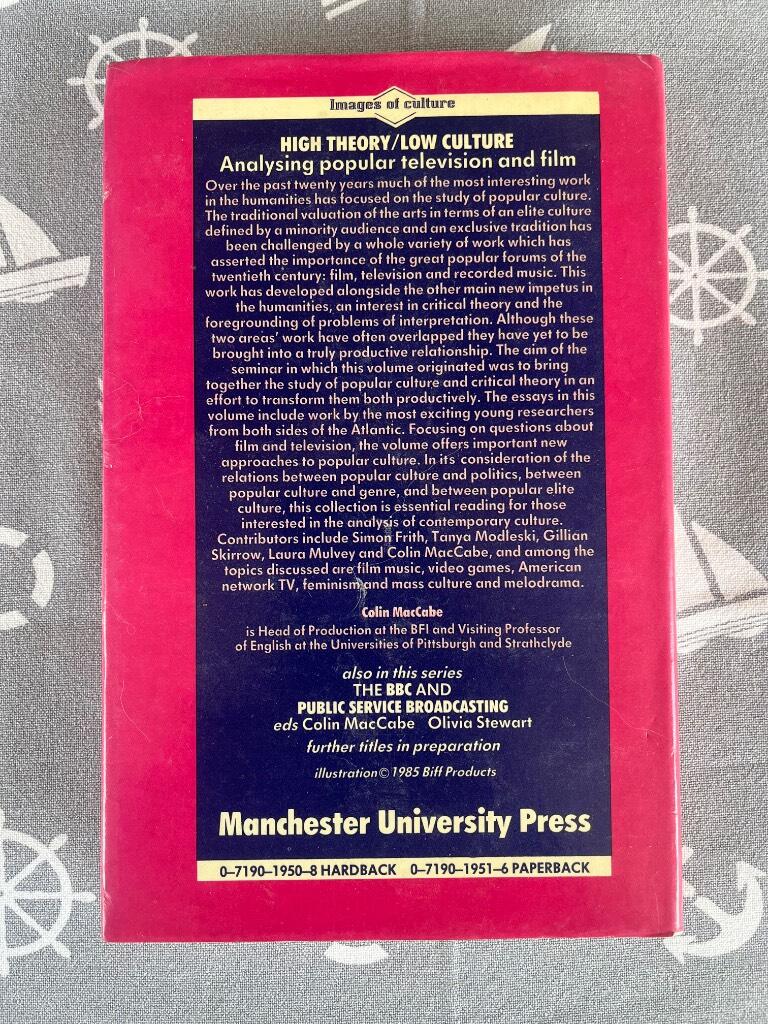 Images of culture
HIGH THEORY/LOW CULTURE
Analysing popular television and film
Over the past twenty years much of the most interesting work
in the humanities has focused on the study of popular culture.
The traditional valuation of the arts in terms of an elite culture
defined by a minority audience and an exclusive tradition has
been challenged by a whole variety of work which has
asserted the importance of the great popular forums of the
twentieth century: film, television and recorded music. This
work has developed alongside the other main new impetus in
the humanities, an interest in critical theory and the
foregrounding of problems of interpretation. Although these
two areas' work have often overlapped they have yet to be
brought into a truly productive relationship. The aim of the
seminar in which this volume originated was to bring
together the study of popular culture and critical theory in an
effort to transform them both productively. The essays in this
volume include work by the most exciting young researchers
from both sides of the Atlantic. Focusing on questions about
film and television, the volume offers important new
approaches to popular culture. In its consideration of the
relations between popular culture and politics, between
popular culture and genre, and between popular elite
culture, this collection is essential reading for those
interested in the analysis of contemporary culture.
Contributors include Simon Frith, Tanya Modleski, Gillian
Skirrow, Laura Mulvey and Colin MacCabe, and among the
topics discussed are film music, video games, American
network TV, feminism and mass culture and melodrama.
Colin MacCabe
is Head of Production at the BFI and Visiting Professor
of English at the Universities of Pittsburgh and Strathclyde
also in this series
THE BBC AND
PUBLIC SERVICE BROADCASTING
eds Colin MacCabe Olivia Stewart
further titles in preparation
illustration © 1985 Biff Products
Manchester University Press
0–7190–1950–8 HARDBACK 0–7190–1951–6 PAPERBACK